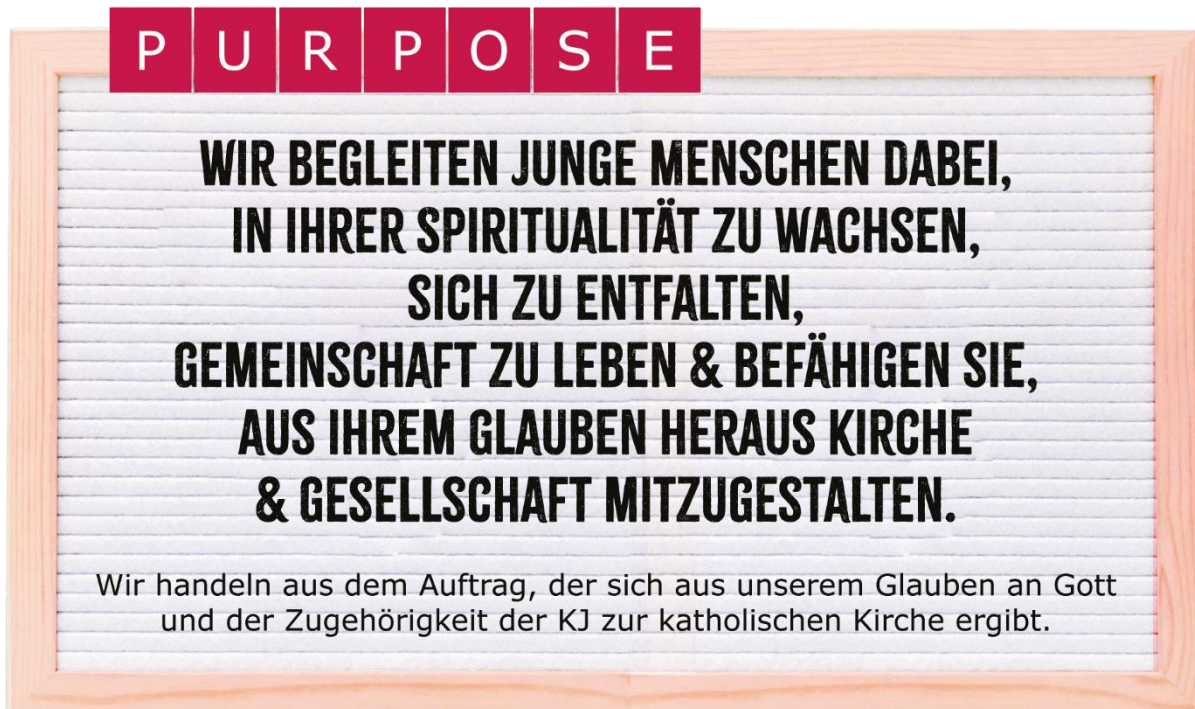 PURPOSE
WIR BEGLEITEN JUNGE MENSCHEN DABEI,
IN IHRER SPIRITUALITÄT ZU WACHSEN,
SICH ZU ENTFALTEN,
GEMEINSCHAFT ZU LEBEN & BEFÄHIGEN SIE,
AUS IHREM GLAUBEN HERAUS KIRCHE
& GESELLSCHAFT MITZUGESTALTEN.
Wir handeln aus dem Auftrag, der sich aus unserem Glauben an Gott
und der Zugehörigkeit der KJ zur katholischen Kirche ergibt.